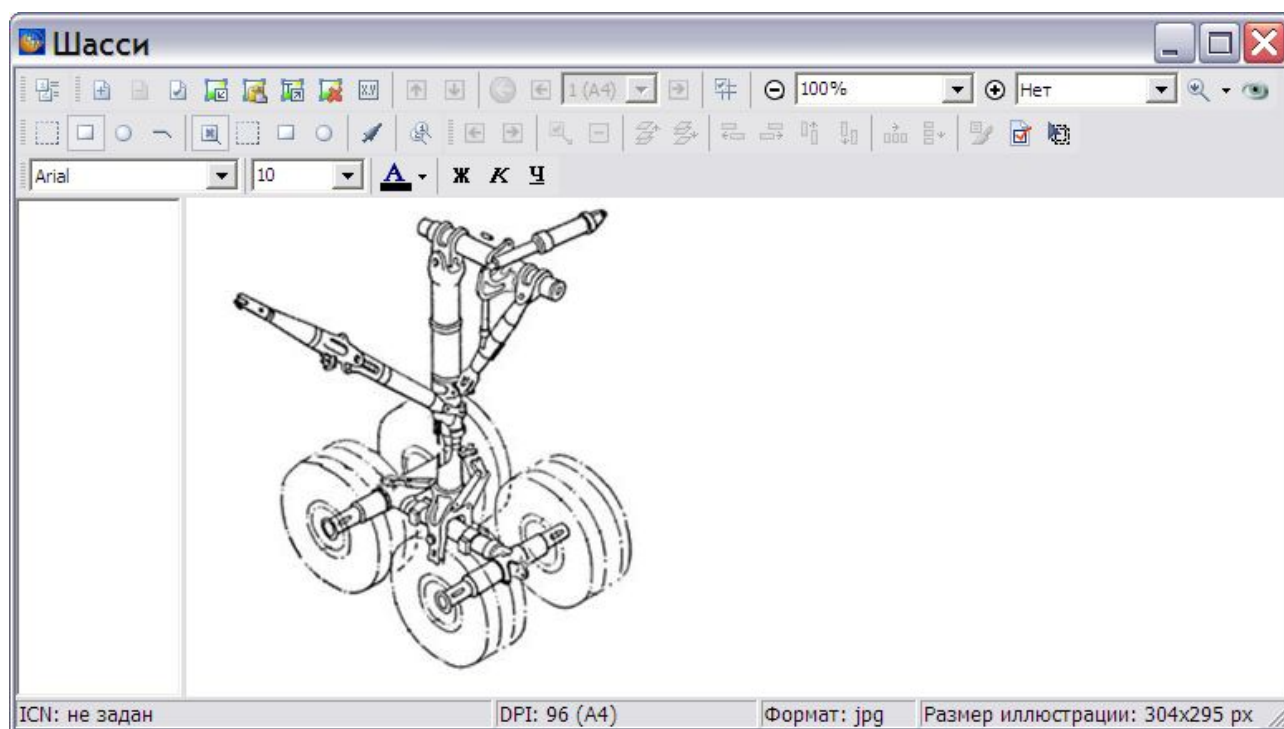 Шасси
X.Y 1 (A4) 100% Нет
Arial 10 А Ж К Ч
ICN: не задан DPI: 96 (A4) Формат: jpg Размер иллюстрации: 304x295 px